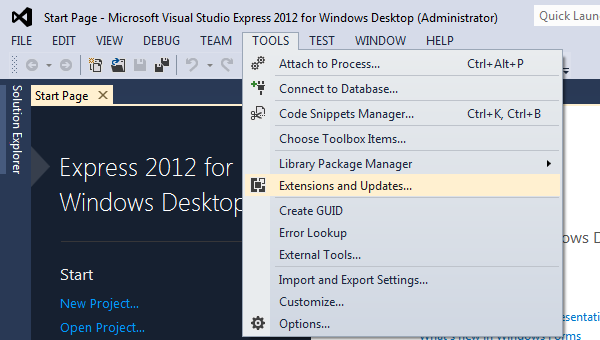 Start Page - Microsoft Visual Studio Express 2012 for Windows Desktop (Administrator)
Quick Launch
FILE EDIT VIEW DEBUG TEAM TOOLS TEST WINDOW HELP
Solution Explorer
Start Page
Express 2012 for
Windows Desktop
Start
New Project...
Open Project...
Attach to Process... Ctrl+Alt+P
Connect to Database...
Code Snippets Manager... Ctrl+K, Ctrl+B
Choose Toolbox Items...
Library Package Manager
Extensions and Updates...
Create GUID
Error Lookup
External Tools...
Import and Export Settings...
Customize...
Options...
What's new in Windows Forms